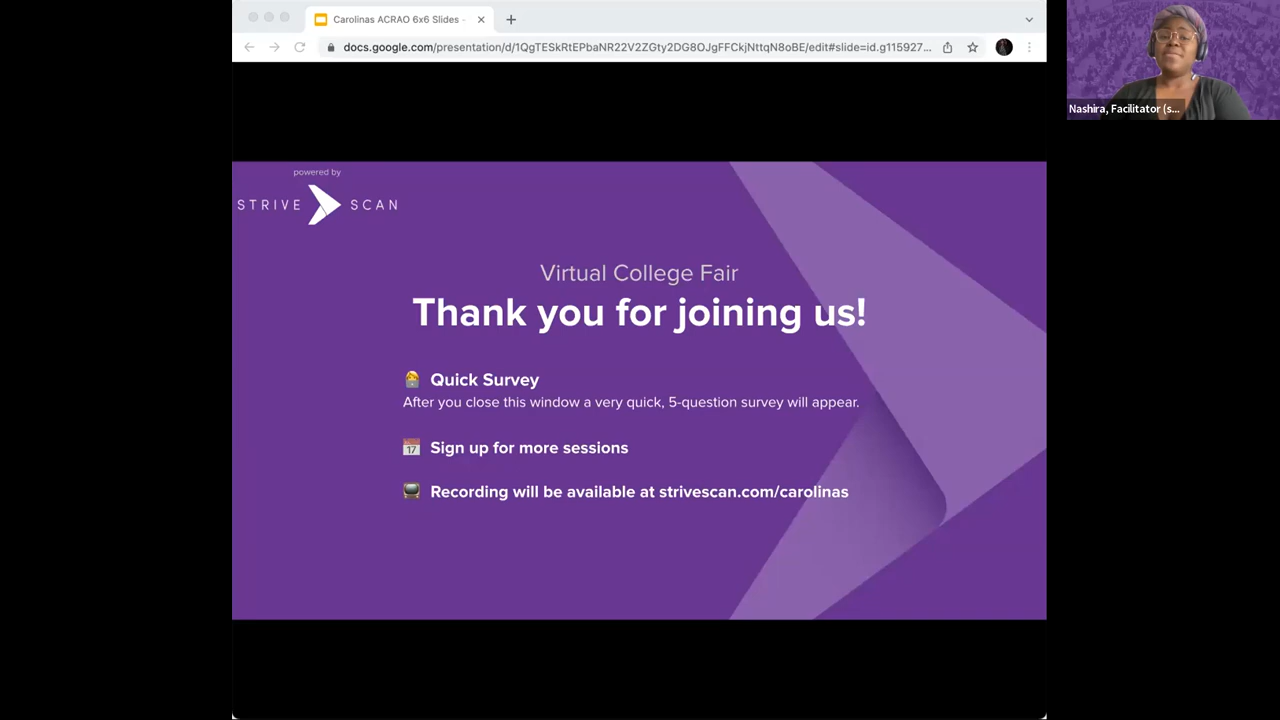 Carolinas ACRAO 6x6 Slides -
docs.google.com/presentation/d/1QgTESkRtEPbaNR22V2ZGty2DG8OJgFFCkjNttqN8oBE/edit#slide=id.g115927...
Nashira, Facilitator (s...
powered by
STRIVE SCAN
Virtual College Fair
Thank you for joining us!
Quick Survey
After you close this window a very quick, 5-question survey will appear.
17 Sign up for more sessions
Recording will be available at strivescan.com/carolinas